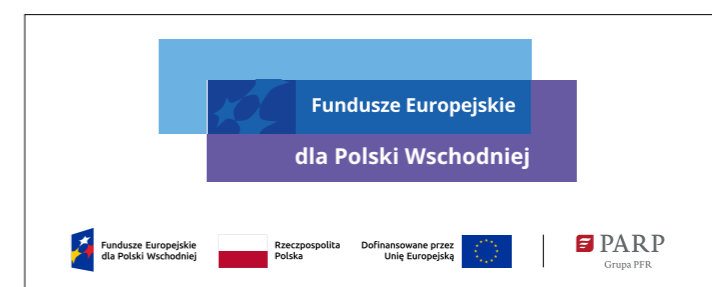 Fundusze Europejskie
dla Polski Wschodniej
Fundusze Europejskie
dla Polski Wschodniej
Rzeczpospolita
Polska
Dofinansowane przez
Unię Europejską
PARP
Grupa PFR